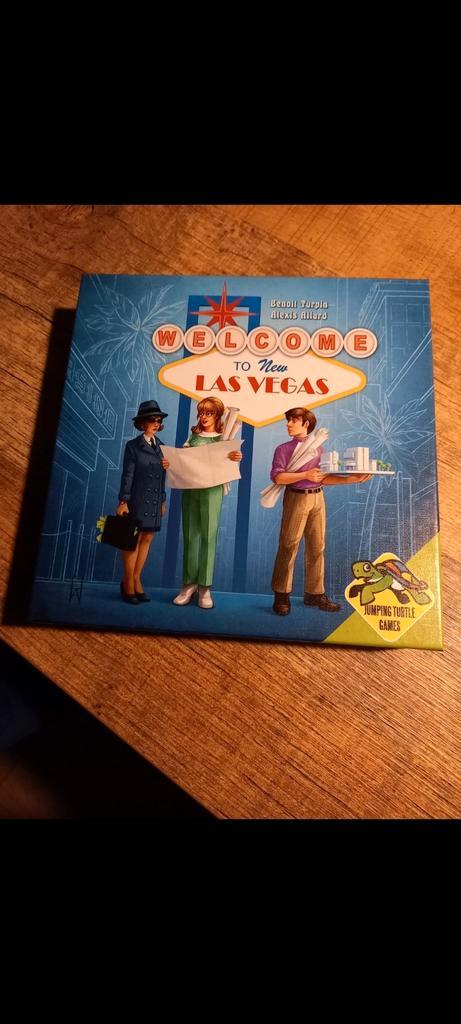 Benoit Turpin
Alexis Allard
WELCOME
TO New
LAS VEGAS
JUMPING TURTLE
GAMES